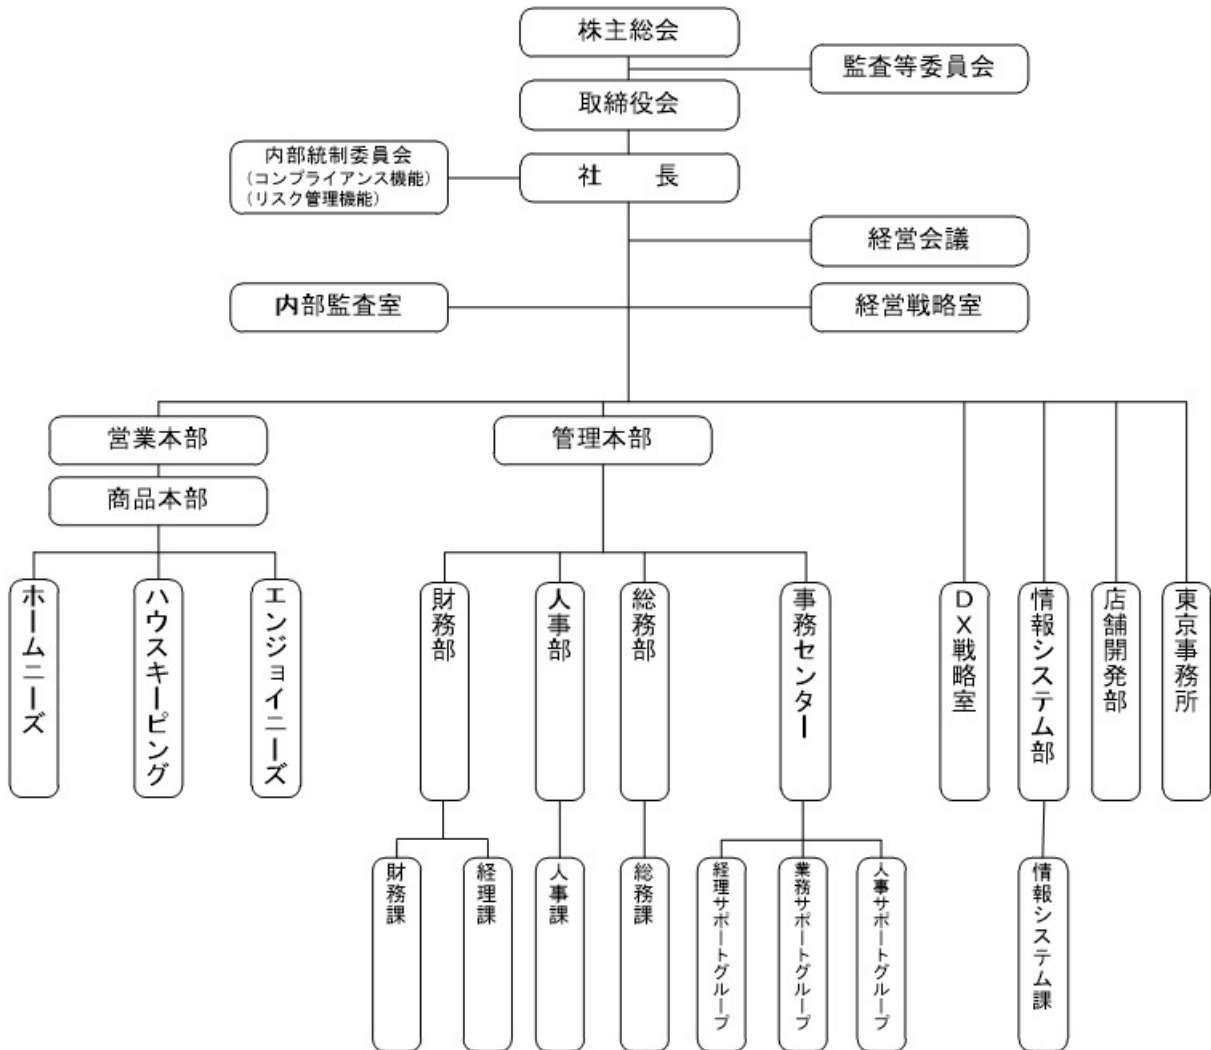 株主総会
監査等委員会
取締役会
内部統制委員会
(コンプライアンス機能)
(リスク管理機能)
社　長
経営会議
内部監査室
経営戦略室
営業本部
管理本部
商品本部
ホームニーズ
ハウスキーピング
エンジョイニーズ
財務部
人事部
総務部
事務センター
DX戦略室
情報システム部
店舗開発部
東京事務所
財務課
経理課
人事課
総務課
経理サポートグループ
業務サポートグループ
人事サポートグループ
情報システム課